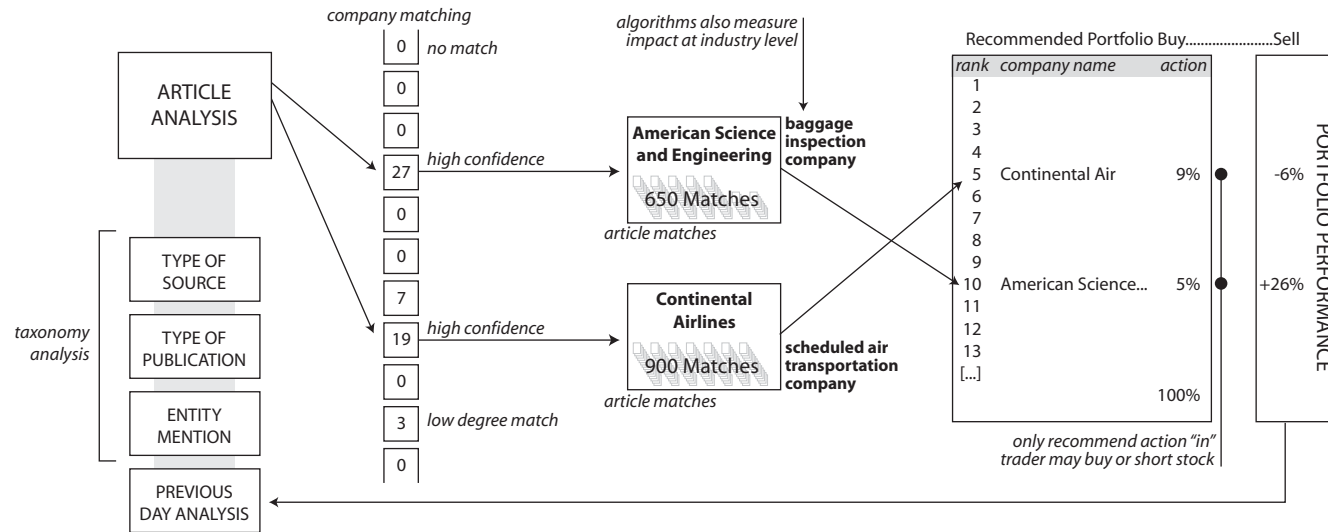 company matching
0
no match
0
0
27
high confidence
0
0
7
19
high confidence
0
3
low degree match
0
ARTICLE
ANALYSIS
TYPE OF
SOURCE
TYPE OF
PUBLICATION
ENTITY
MENTION
PREVIOUS
DAY ANALYSIS
taxonomy
analysis
algorithms also measure
impact at industry level
American Science
and Engineering
650 Matches
article matches
baggage
inspection
company
Continental
Airlines
900 Matches
article matches
scheduled air
transportation
company
Recommended Portfolio Buy......................Sell
rank company name action
1
2
3
4
5 Continental Air 9% -6%
6
7
8
9
10 American Science... 5% +26%
11
12
13
[...]
100%
only recommend action “in”
trader may buy or short stock
PORTFOLIO PERFORMANCE